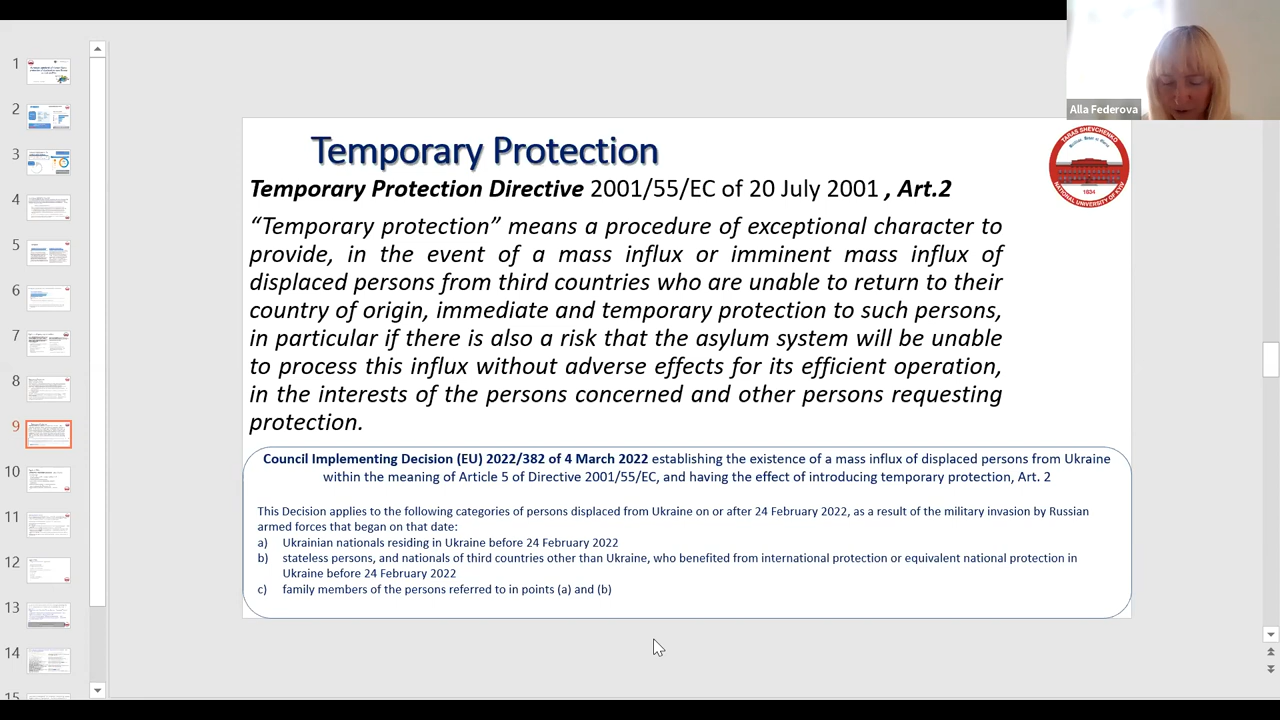 Alla Federova
1
2
3
4
5
6
7
8
9
10
11
12
13
14
15
Temporary Protection
Temporary Protection Directive 2001/55/EC of 20 July 2001 , Art.2
“Temporary protection” means a procedure of exceptional character to
provide, in the event of a mass influx or imminent mass influx of
displaced persons from third countries who are unable to return to their
country of origin, immediate and temporary protection to such persons,
in particular if there is also a risk that the asylum system will be unable
to process this influx without adverse effects for its efficient operation,
in the interests of the persons concerned and other persons requesting
protection.
TARAS SHEVCHENKO
1834
NATIONAL UNIVERSITY OF KYIV
Council Implementing Decision (EU) 2022/382 of 4 March 2022 establishing the existence of a mass influx of displaced persons from Ukraine
within the meaning of Article 5 of Directive 2001/55/EC, and having the effect of introducing temporary protection, Art. 2
This Decision applies to the following categories of persons displaced from Ukraine on or after 24 February 2022, as a result of the military invasion by Russian
armed forces that began on that date:
a) Ukrainian nationals residing in Ukraine before 24 February 2022
b) stateless persons, and nationals of third countries other than Ukraine, who benefited from international protection or equivalent national protection in
Ukraine before 24 February 2022
c) family members of the persons referred to in points (a) and (b)